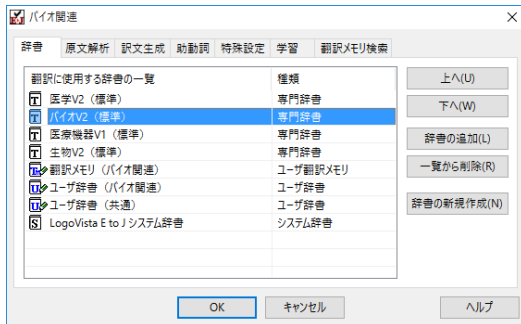 バイオ関連
辞書 原文解析 訳文生成 助動詞 特殊設定 学習 翻訳メモリ検索
翻訳に使用する辞書の一覧 種類
T 医学V2（標準） 専門辞書
T バイオV2（標準） 専門辞書
T 医療機器V1（標準） 専門辞書
T 生物V2（標準） 専門辞書
翻訳メモリ（バイオ関連） ユーザ翻訳メモリ
U ユーザ辞書（バイオ関連） ユーザ辞書
U ユーザ辞書（共通） ユーザ辞書
S LogoVista E to J システム辞書 システム辞書
上へ(U)
下へ(W)
辞書の追加(L)
一覧から削除(R)
辞書の新規作成(N)
OK キャンセル ヘルプ